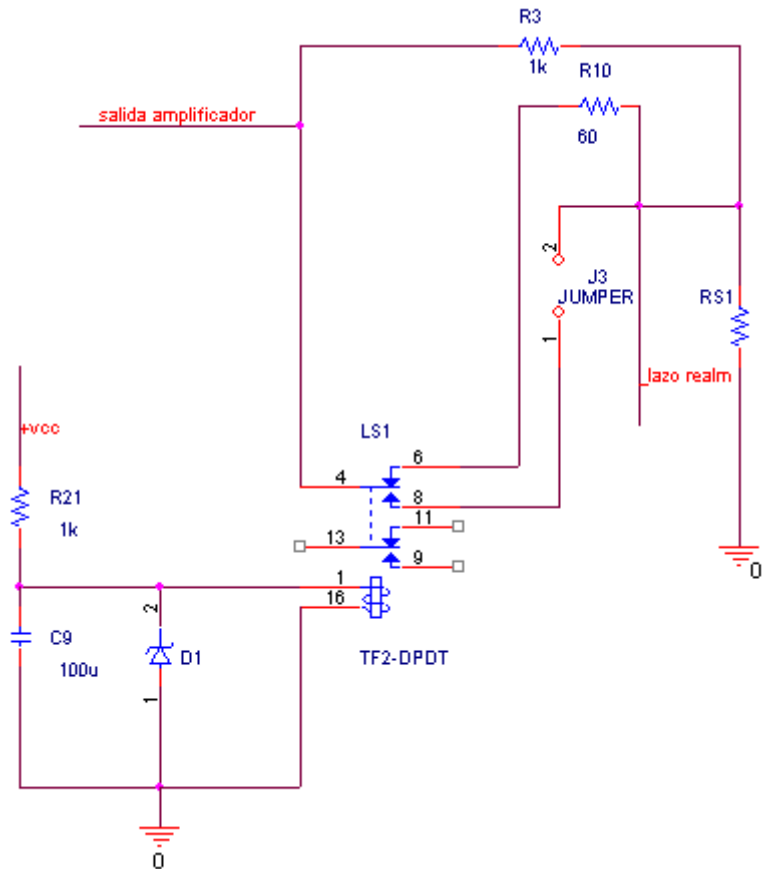 R3
1k
R10
60
salida amplificador
2
J3
JUMPER
1
RS1
_lazo realm
+vcc
LS1
6
4
8
R21
1k
11
13
9
0
1
16
2
C9
100u
D1
1
TF2-DPDT
0